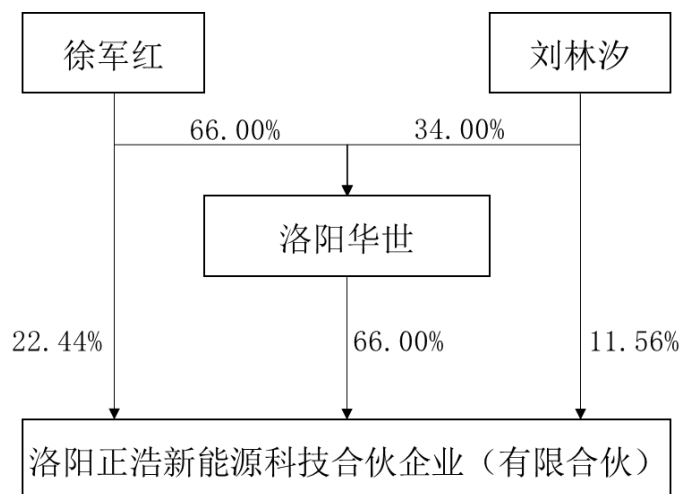 徐军红
刘林汐
66.00%
34.00%
洛阳华世
22.44%
66.00%
11.56%
洛阳正浩新能源科技合伙企业（有限合伙）